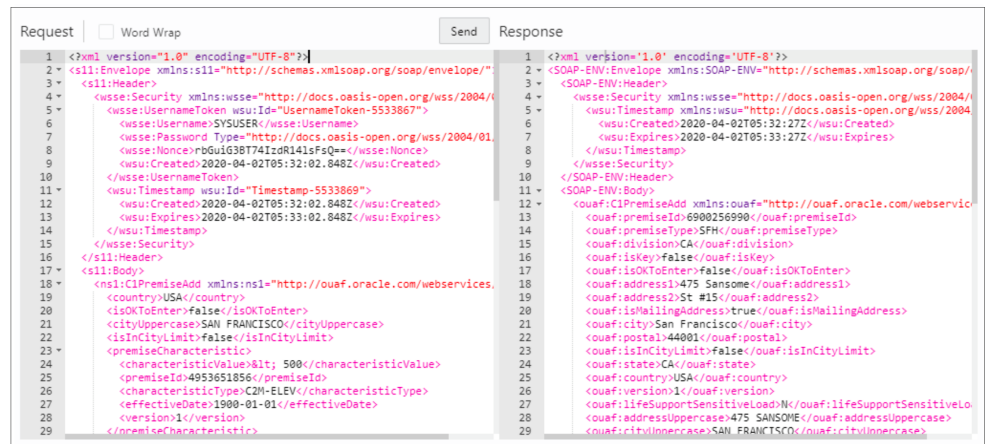 Request Word Wrap Send
1 <?xml version="1.0" encoding="UTF-8"?>
2 <s11:Envelope xmlns:s11="http://schemas.xmlsoap.org/soap/envelope/"
3 <s11:Header>
4 <wsse:Security xmlns:wsse="http://docs.oasis-open.org/wss/2004/
5 <wsse:UsernameToken wsu:Id="UsernameToken-5533867">
6 <wsse:Username>SYSUSER</wsse:Username>
7 <wsse:Password Type="http://docs.oasis-open.org/wss/2004/01,
8 <wsse:Nonce>rbGuiG3BT74IzdR14lsFsQ==</wsse:Nonce>
9 <wsu:Created>2020-04-02T05:32:02.848Z</wsu:Created>
10 </wsse:UsernameToken>
11 <wsu:Timestamp wsu:Id="Timestamp-5533869">
12 <wsu:Created>2020-04-02T05:32:02.848Z</wsu:Created>
13 <wsu:Expires>2020-04-02T05:33:02.848Z</wsu:Expires>
14 </wsu:Timestamp>
15 </wsse:Security>
16 </s11:Header>
17 <s11:Body>
18 <ns1:C1PremiseAdd xmlns:ns1="http://ouaf.oracle.com/webservices,
19 <country>USA</country>
20 <isOKToEnter>false</isOKToEnter>
21 <cityUppercase>SAN FRANCISCO</cityUppercase>
22 <isInCityLimit>false</isInCityLimit>
23 <premiseCharacteristic>
24 <characteristicValue>&lt; 500</characteristicValue>
25 <premiseId>4953651856</premiseId>
26 <characteristicType>C2M-ELEV</characteristicType>
27 <effectiveDate>1900-01-01</effectiveDate>
28 <version>1</version>
29 </premiseCharacteristic>
Response
1 <?xml version='1.0' encoding='UTF-8'?>
2 <SOAP-ENV:Envelope xmlns:SOAP-ENV="http://schemas.xmlsoap.org/soap/
3 <SOAP-ENV:Header>
4 <wsse:Security xmlns:wsse="http://docs.oasis-open.org/wss/2004/
5 <wsu:Timestamp xmlns:wsu="http://docs.oasis-open.org/wss/2004
6 <wsu:Created>2020-04-02T05:32:27Z</wsu:Created>
7 <wsu:Expires>2020-04-02T05:33:27Z</wsu:Expires>
8 </wsu:Timestamp>
9 </wsse:Security>
10 </SOAP-ENV:Header>
11 <SOAP-ENV:Body>
12 <ouaf:C1PremiseAdd xmlns:ouaf="http://ouaf.oracle.com/webservic
13 <ouaf:premiseId>6900256990</ouaf:premiseId>
14 <ouaf:premiseType>SFH</ouaf:premiseType>
15 <ouaf:division>CA</ouaf:division>
16 <ouaf:isKey>false</ouaf:isKey>
17 <ouaf:isOKToEnter>false</ouaf:isOKToEnter>
18 <ouaf:address1>475 Sansome</ouaf:address1>
19 <ouaf:address2>St #15</ouaf:address2>
20 <ouaf:isMailingAddress>true</ouaf:isMailingAddress>
21 <ouaf:city>San Francisco</ouaf:city>
22 <ouaf:postal>44001</ouaf:postal>
23 <ouaf:isInCityLimit>false</ouaf:isInCityLimit>
24 <ouaf:state>CA</ouaf:state>
25 <ouaf:country>USA</ouaf:country>
26 <ouaf:version>1</ouaf:version>
27 <ouaf:lifeSupportSensitiveLoad>N</ouaf:lifeSupportSensitiveLo
28 <ouaf:addressUppercase>475 SANSOME</ouaf:addressUppercase>
29 <ouaf:cityUppercase>SAN FRANCISCO</ouaf:cityUppercase>